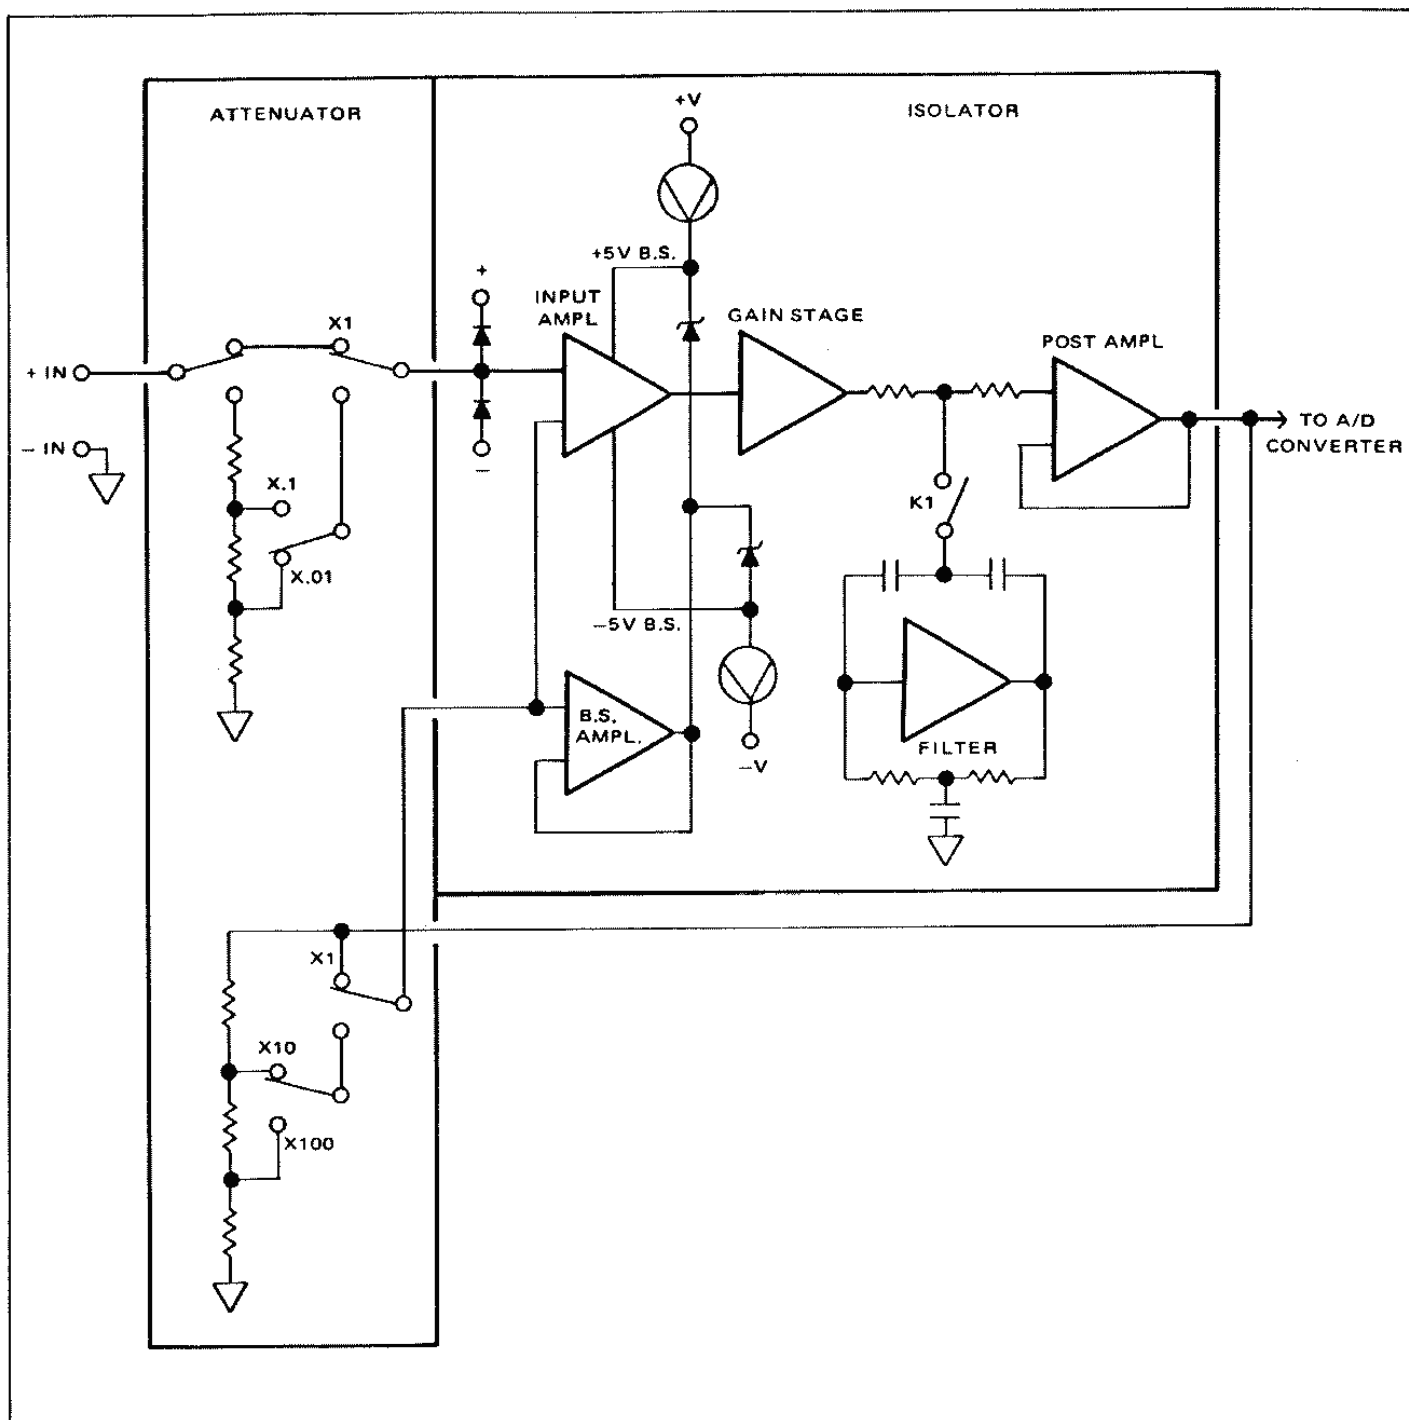 ATTENUATOR
ISOLATOR
+V
+5V B.S.
+
INPUT
AMPL
GAIN STAGE
POST AMPL
X1
+ IN
− IN
−
TO A/D
CONVERTER
X.1
X.01
K1
−5V B.S.
B.S.
AMPL.
FILTER
−V
X1
X10
X100